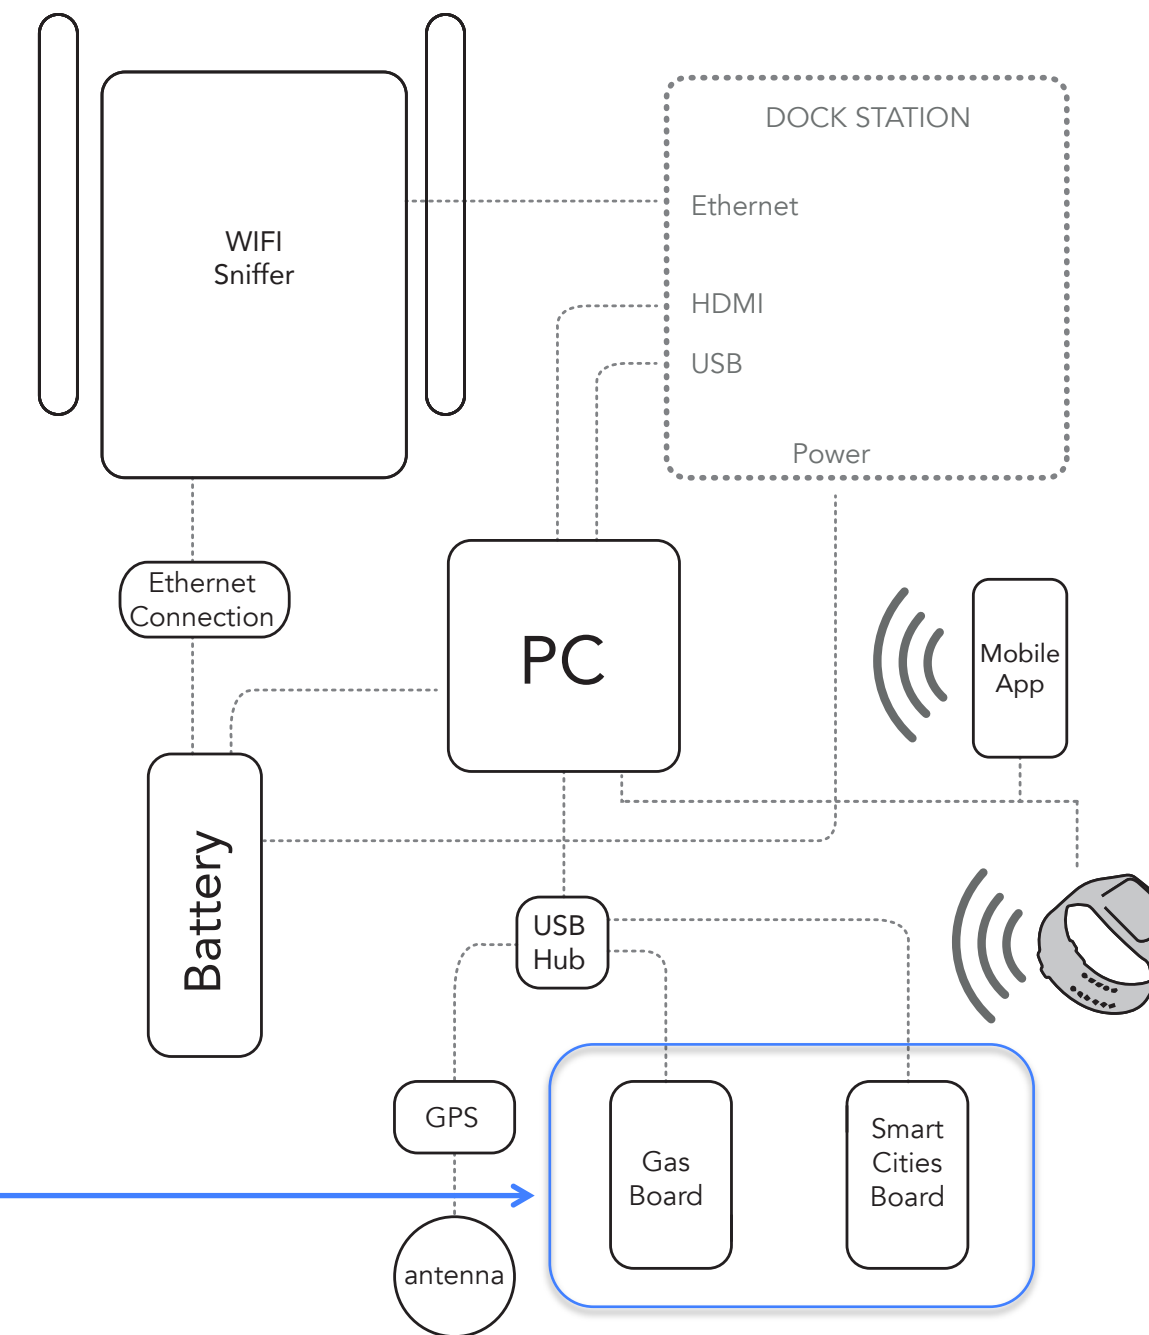 DOCK STATION
Ethernet
WIFI
Sniffer
HDMI
USB
Power
Ethernet
Connection
PC
Mobile
App
Battery
USB
Hub
GPS
Gas
Board
Smart
Cities
Board
antenna